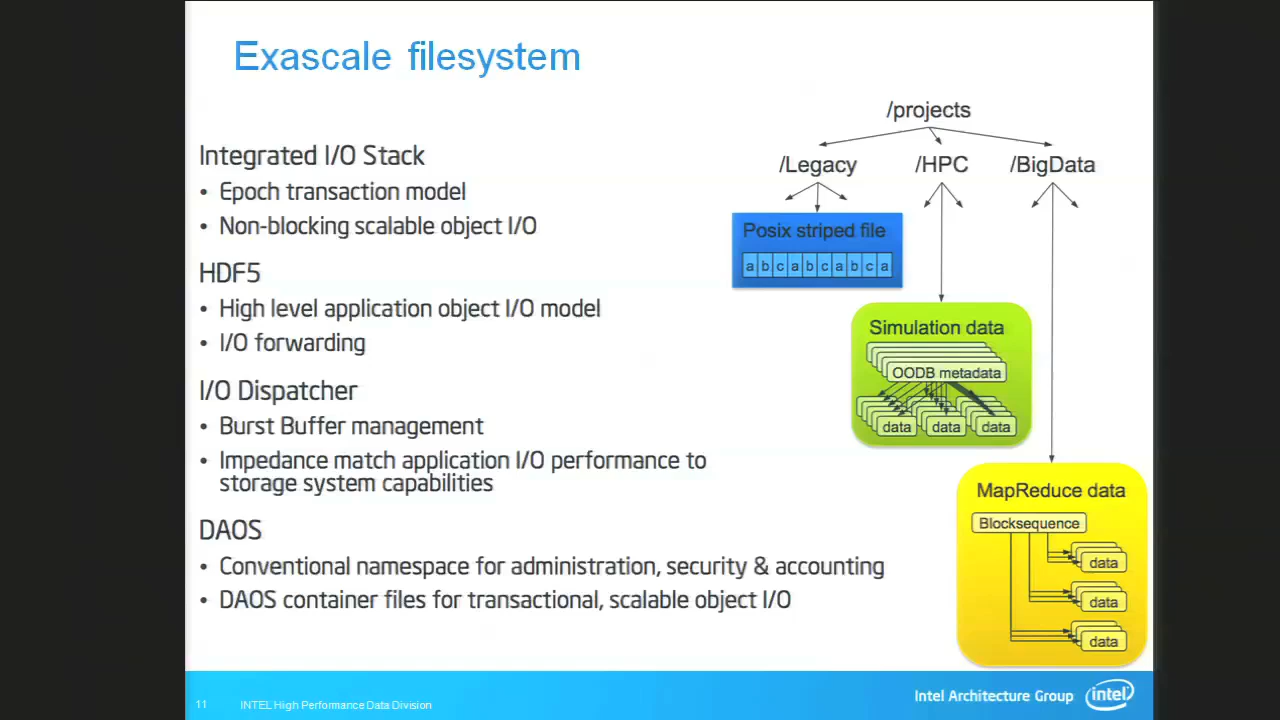 Exascale filesystem
Integrated I/O Stack
• Epoch transaction model
• Non-blocking scalable object I/O
HDF5
• High level application object I/O model
• I/O forwarding
I/O Dispatcher
• Burst Buffer management
• Impedance match application I/O performance to
storage system capabilities
DAOS
• Conventional namespace for administration, security & accounting
• DAOS container files for transactional, scalable object I/O
/projects
/Legacy /HPC /BigData
Posix striped file
a b c a b c a b c a
Simulation data
OODB metadata
data data data
MapReduce data
Blocksequence
data
data
data
11 INTEL High Performance Data Division
Intel Architecture Group intel